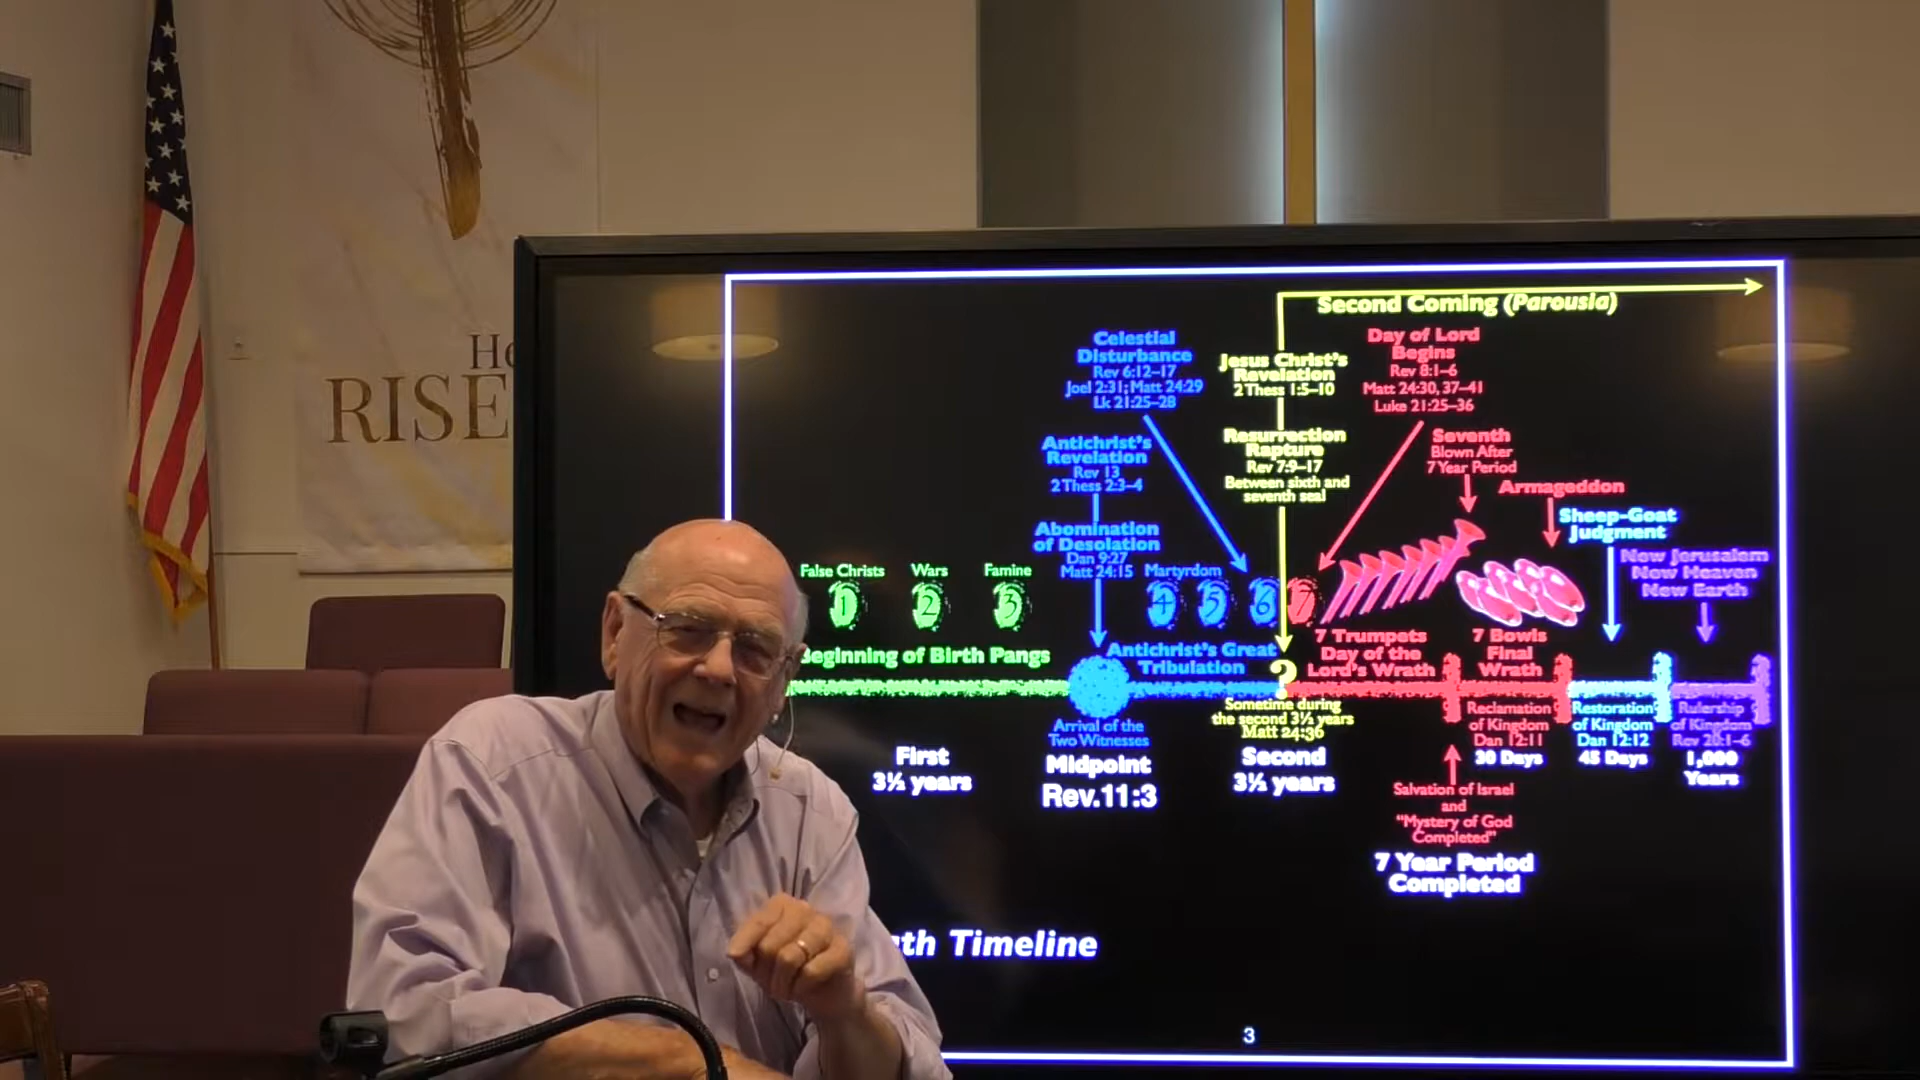 He
RISE
Second Coming (Parousia)
Celestial
Disturbance
Rev 6:12–17
Joel 2:31; Matt 24:29
Lk 21:25–28
Jesus Christ's
Revelation
2 Thess 1:5–10
Day of Lord
Begins
Rev 8:1–6
Matt 24:30, 37–41
Luke 21:25–36
Antichrist's
Revelation
Rev 13
2 Thess 2:3–4
Resurrection
Rapture
Rev 7:9–17
Between sixth and
seventh seal
Seventh
Blown After
7 Year Period
Armageddon
Sheep-Goat
Judgment
Abomination
of Desolation
Dan 9:27
Matt 24:15
New Jerusalem
New Heaven
New Earth
False Christs
Wars
Famine
Martyrdom
1
2
3
4
5
6
7
Beginning of Birth Pangs
Antichrist's Great
Tribulation
?
7 Trumpets
Day of the
Lord's Wrath
7 Bowls
Final
Wrath
Arrival of the
Two Witnesses
Sometime during
the second 3½ years
Matt 24:36
Reclamation
of Kingdom
Dan 12:11
30 Days
Restoration
of Kingdom
Dan 12:12
45 Days
Rulership
of Kingdom
Rev 20:1–6
1,000
Years
First
3½ years
Midpoint
Rev.11:3
Second
3½ years
Salvation of Israel
and
"Mystery of God
Completed"
7 Year Period
Completed
ath Timeline
3